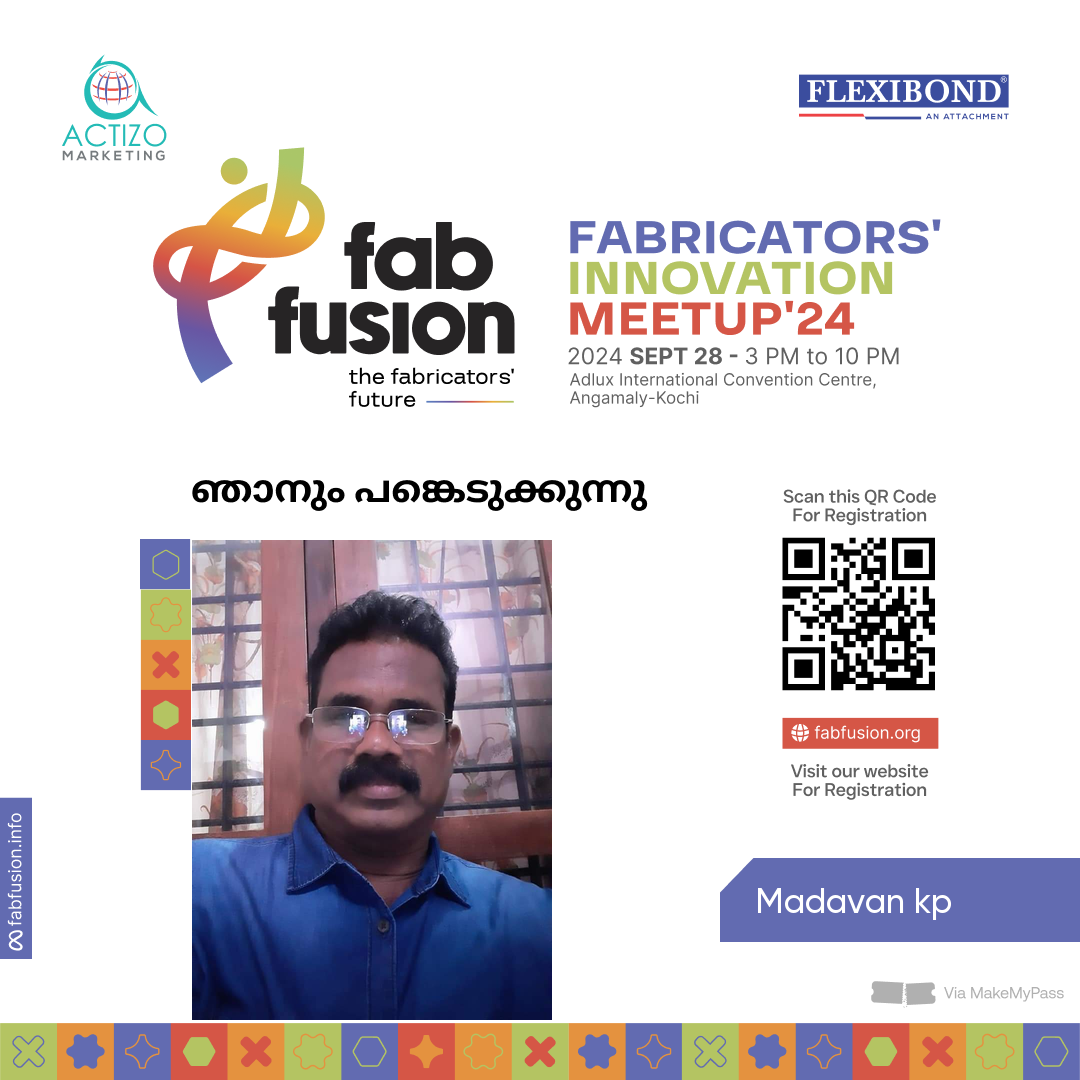 ACTIZO
MARKETING
FLEXIBOND®
AN ATTACHMENT
fab
fusion
the fabricators'
future
FABRICATORS'
INNOVATION
MEETUP'24
2024 SEPT 28 - 3 PM to 10 PM
Adlux International Convention Centre,
Angamaly-Kochi
ഞാനും പങ്കെടുക്കുന്നു
Scan this QR Code
For Registration
fabfusion.org
Visit our website
For Registration
fabfusion.info
Madavan kp
Via MakeMyPass